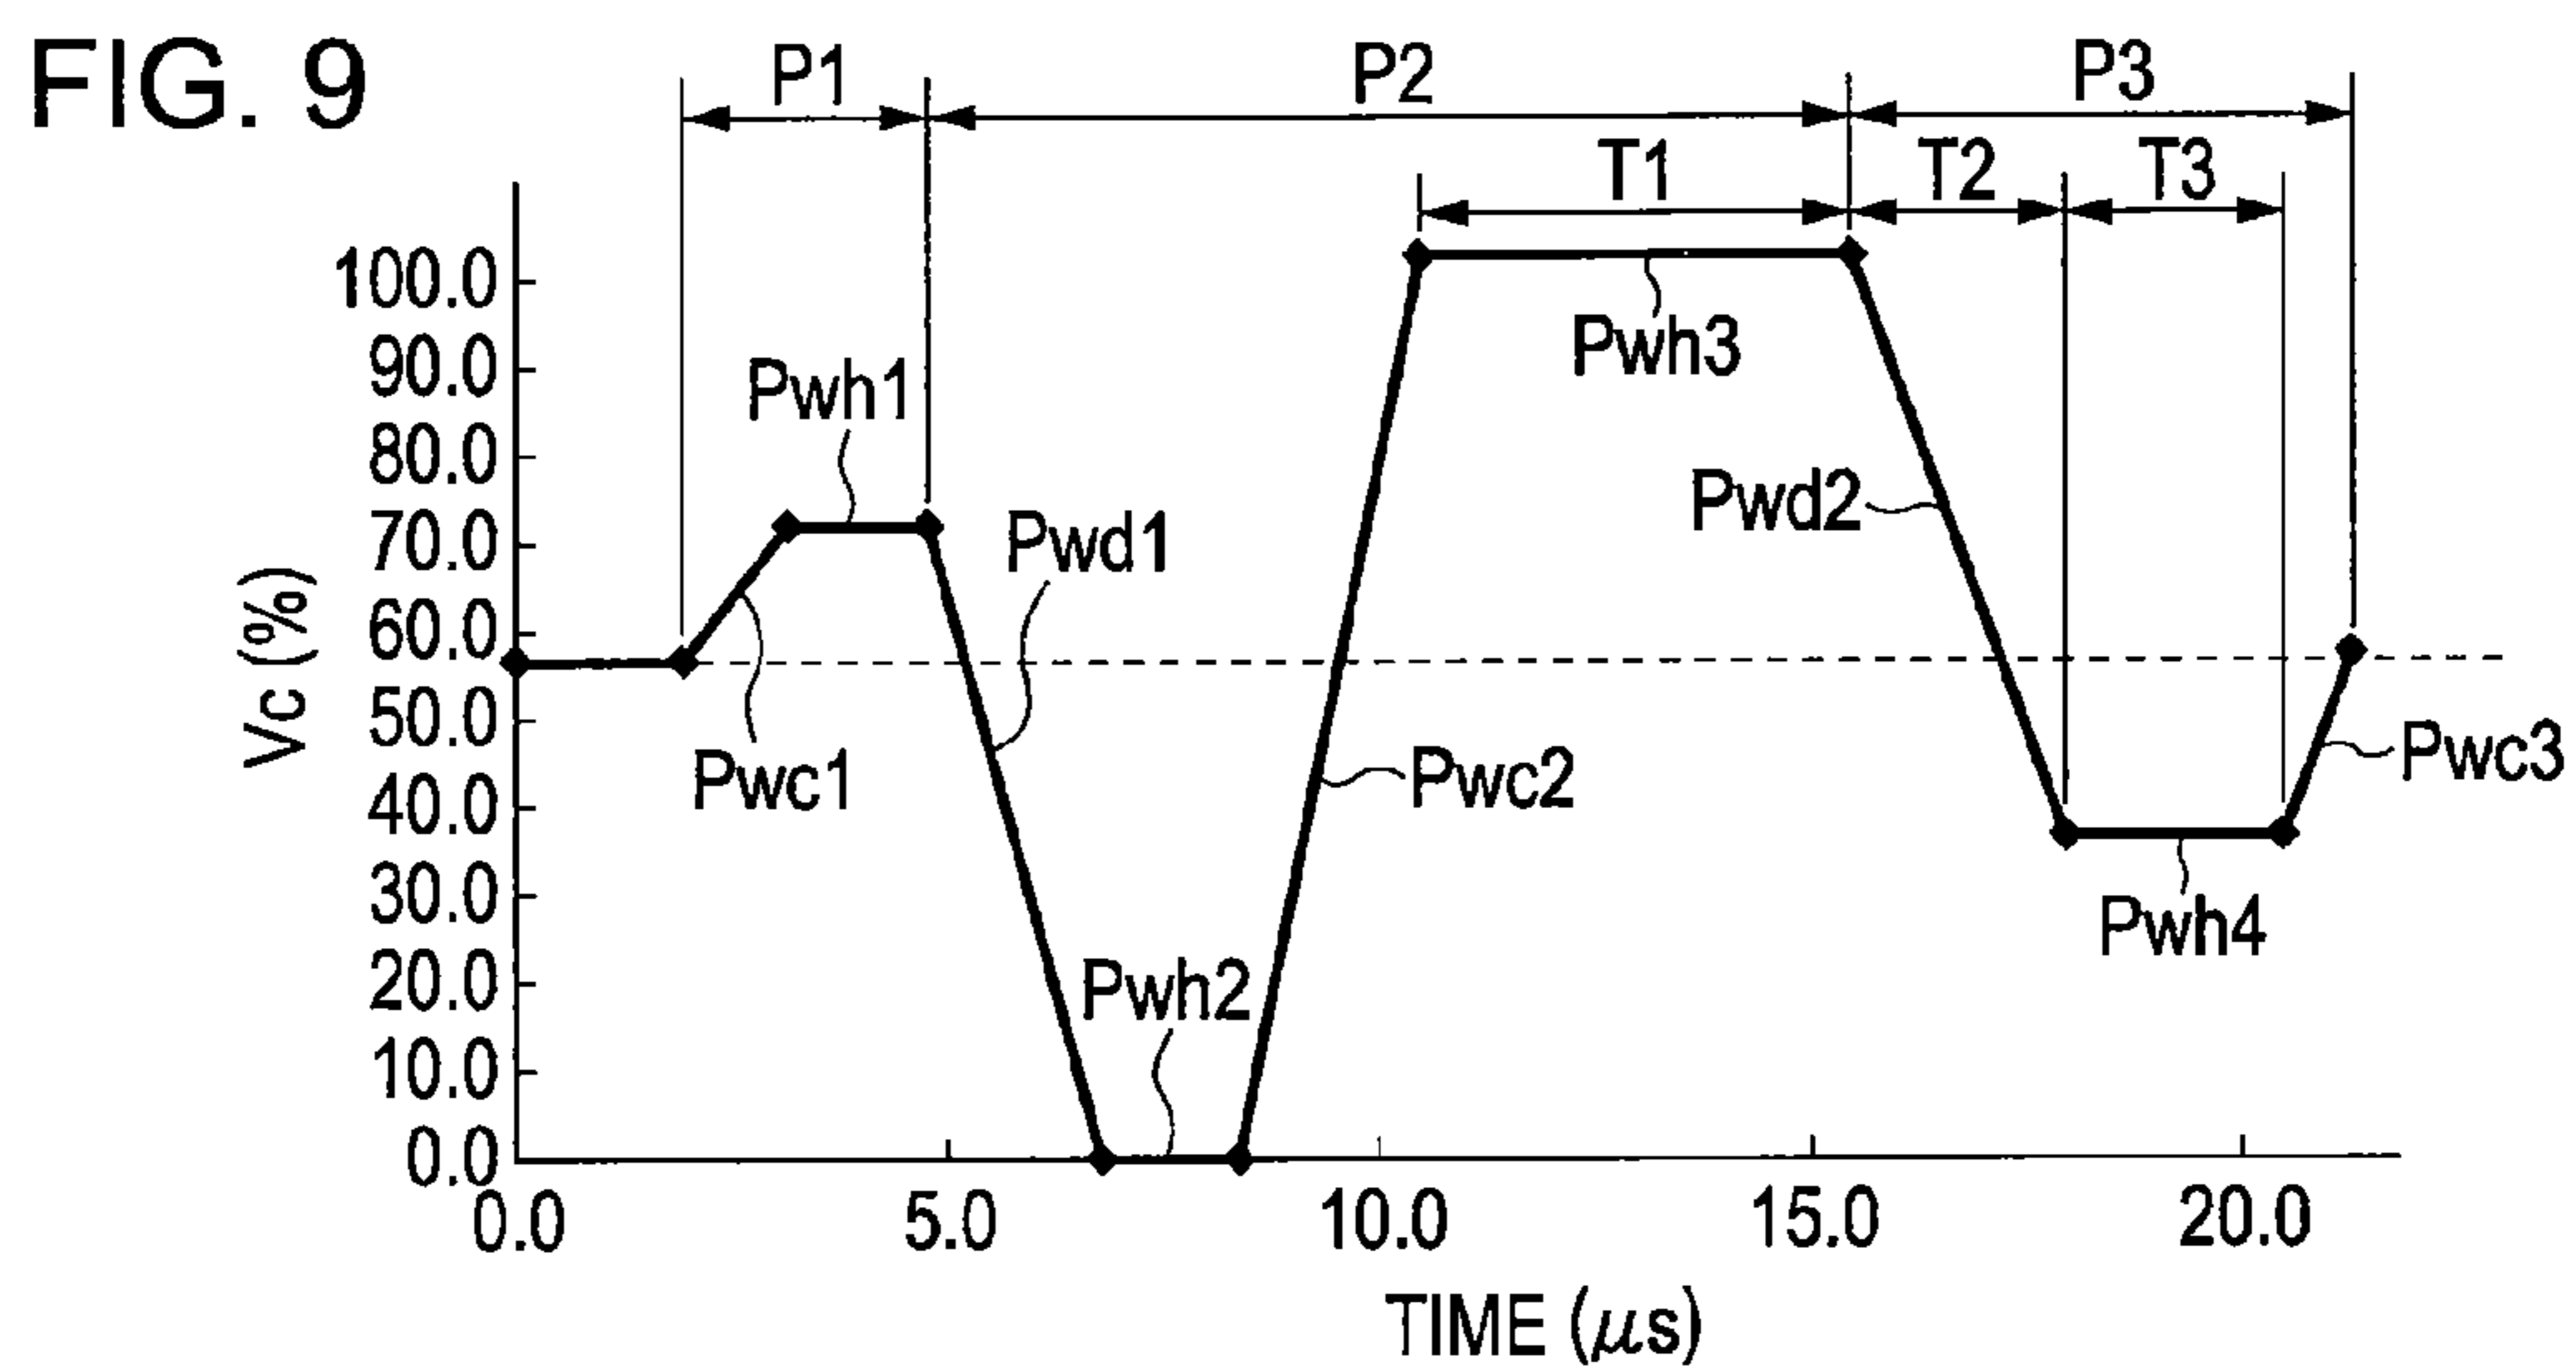 FIG. 9
P1
P2
P3
T1
T2
T3
100.0
90.0
80.0
70.0
60.0
50.0
40.0
30.0
20.0
10.0
0.0
Vc (%)
Pwh1
Pwd1
Pwc1
Pwh2
Pwc2
Pwh3
Pwd2
Pwc3
Pwh4
0.0
5.0
10.0
15.0
20.0
TIME (μs)